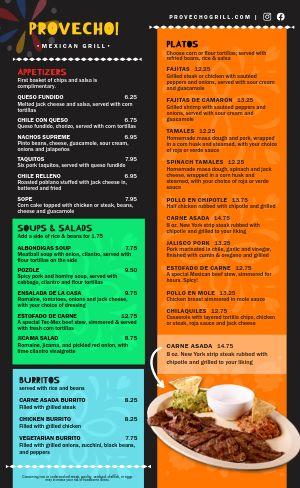 PROVECHO!
•MEXICAN GRILL•
PROVECHOGRILL.COM |
APPETIZERS
First basket of chips and salsa is
complimentary.
QUESO FUNDIDO 6.25
Melted jack cheese and salsa, served with corn
tortillas
CHILE CON QUESO 6.75
Queso fundido, chorizo, served with corn tortillas
NACHOS SUPREME 6.95
Pinto beans, cheese, guacamole, sour cream,
onions and jalapeños
TAQUITOS 7.95
Six pork taquitos, served with queso fundido
CHILE RELLENO 6.95
Roasted poblano stuffed with jack cheese in,
battered and fried
SOPE 7.95
Corn cake topped with chicken or steak, beans,
cheese and guacamole
SOUPS & SALADS
Add a side of rice & beans for 1.75
ALBONDIGAS SOUP 7.75
Meatball soup with onion, cilantro, served with
flour tortillas on the side
POZOLE 9.50
Spicy pork and hominy soup, served with
cabbage, cilantro and flour tortillas
ENSALADA DE LA CASA 9.75
Romaine, tomatoes, onions and jack cheese,
with your choice of dressing
ESTOFADO DE CARNE 12.75
A special Tex-Mex beef stew, simmered & served
with fresh corn tortillas
JICAMA SALAD 8.75
Romaine, jicama, and pickled red onion, with
lime cilantro vinaigrette
BURRITOS
served with rice and beans
CARNE ASADA BURRITO 8.25
Filled with grilled steak
CHICKEN BURRITO 8.25
Filled with grilled chicken
VEGETARIAN BURRITO 7.75
Filled with grilled onions, zucchini, black beans,
and peppers
PLATOS
Choose corn or flour tortillas; served with
refried beans, rice & salsa
FAJITAS 12.25
Grilled steak or chicken with sautéed
peppers and onions, with sour cream
and guacamole
FAJITAS DE CAMARON 13.25
Grilled shrimp with sautéed peppers and
onions, served with sour cream and
guacamole
TAMALES 12.25
Homemade masa dough and pork, wrapped
in a corn husk and steamed, with your choice
of roja or verde sauce
SPINACH TAMALES 12.25
Homemade masa dough, spinach and jack
cheese, wrapped in a corn husk and
steamed, with your choice of roja or verde
sauce
POLLO EN CHIPOTLE 13.75
Half chicken rubbed with chipotle and grilled
CARNE ASADA 14.75
8 oz. New York strip steak rubbed with
chipotle and grilled to your liking
JALISCO PORK 13.25
Pork marinated in chile, garlic and vinegar,
finished with cumin & oregano and grilled
ESTOFADO DE CARNE 12.75
A special Mexican beef stew, simmered for
hours. Spicy!
POLLO EN MOLE 13.25
Chicken breast simmered in mole sauce
CHILAQUILES 12.75
Casserole with layered tortilla chips, chicken
or steak, roja sauce and jack cheese
CARNE ASADA 14.75
8 oz. New York strip steak rubbed with
chipotle and grilled to your liking